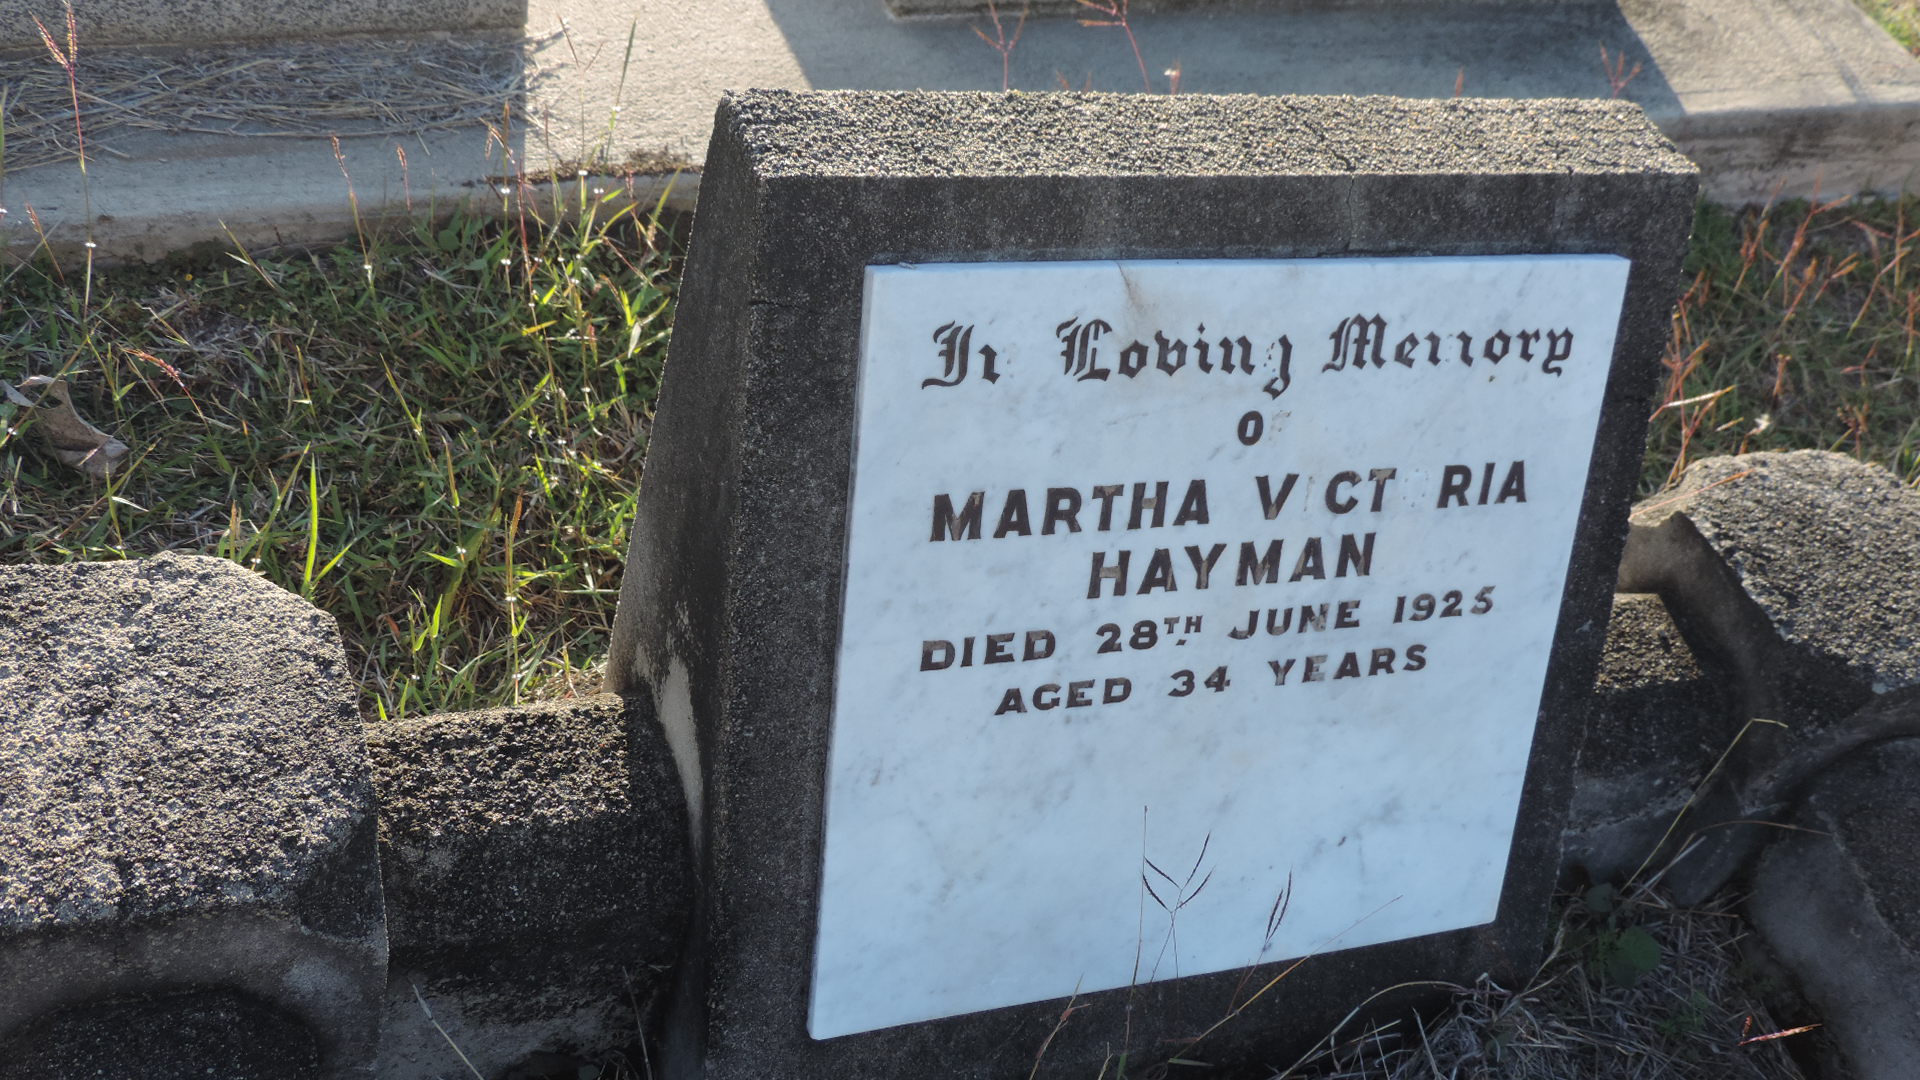 In Loving Memory
OF
MARTHA VICTORIA
HAYMAN
DIED 28TH JUNE 1925
AGED 34 YEARS